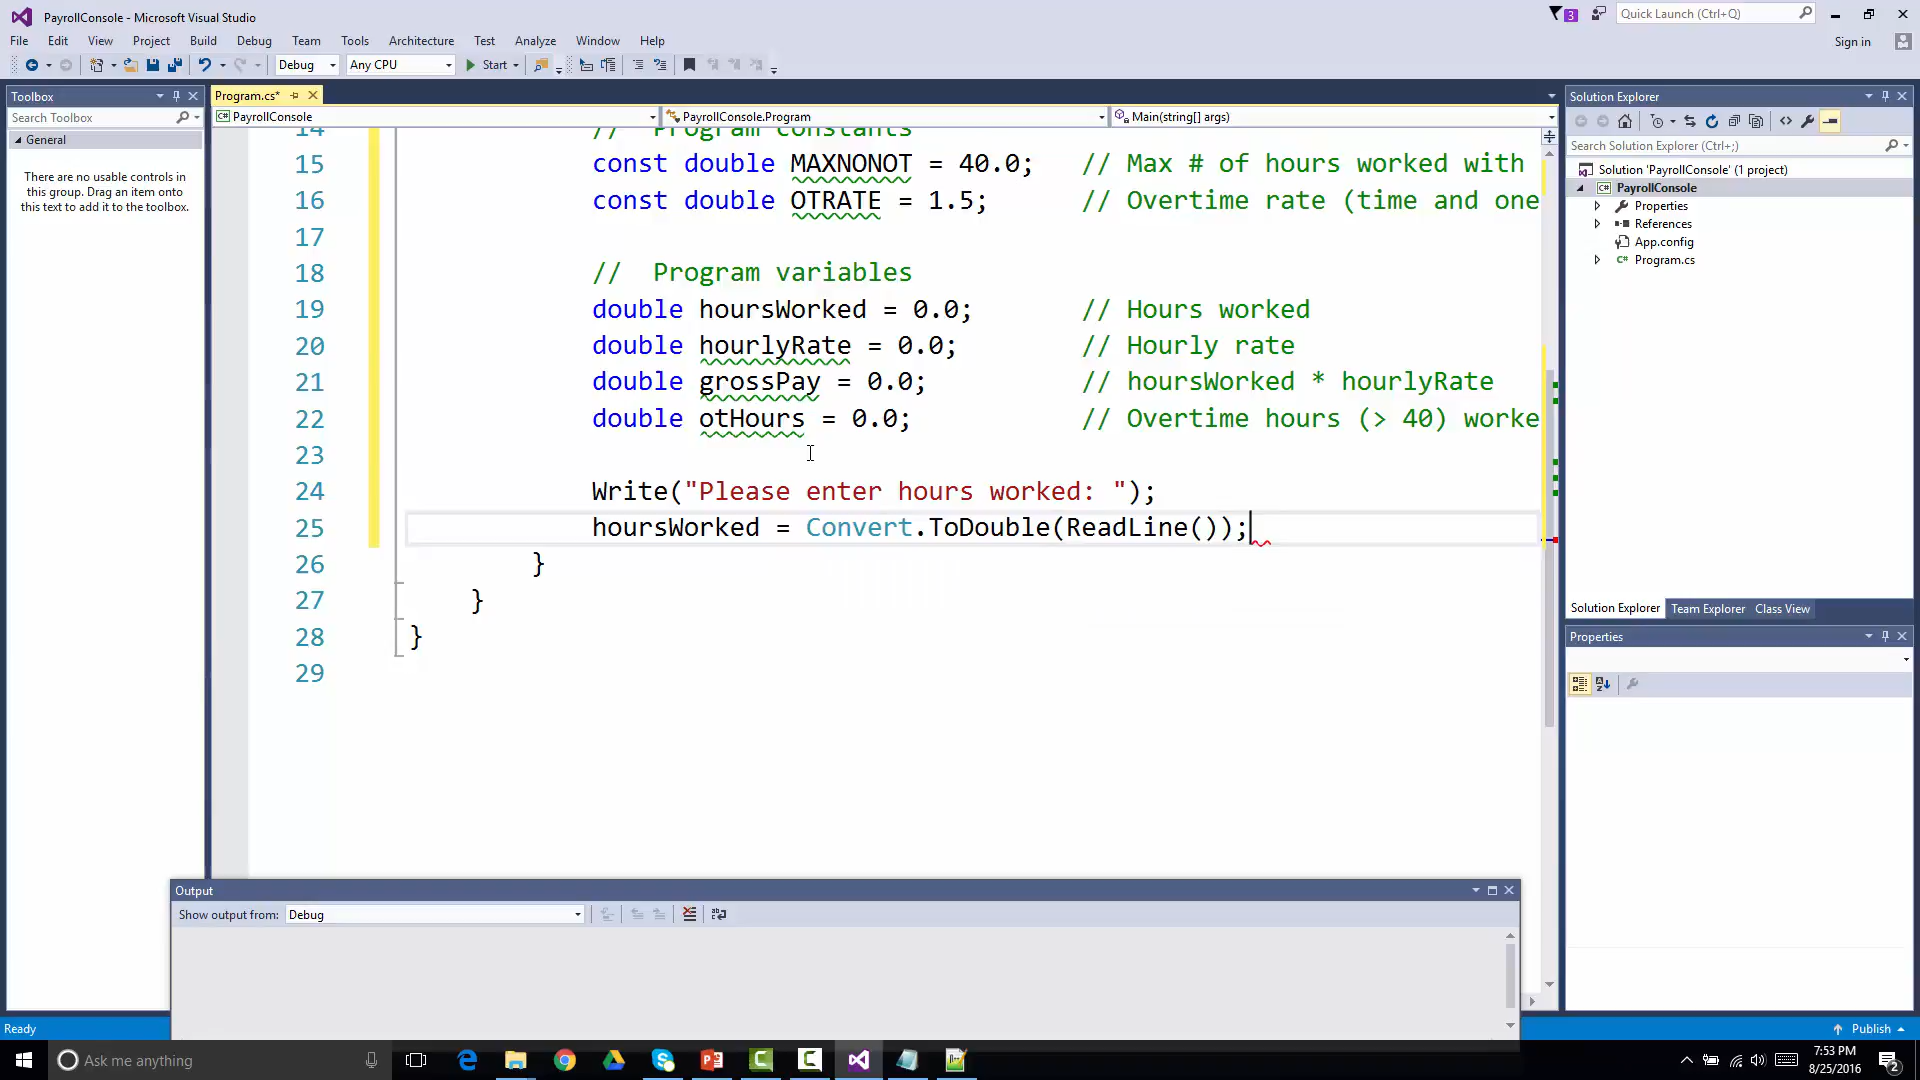 PayrollConsole - Microsoft Visual Studio
3
Quick Launch (Ctrl+Q)
File Edit View Project Build Debug Team Tools Architecture Test Analyze Window Help
Sign in
Debug Any CPU Start
Toolbox
Search Toolbox
General
There are no usable controls in
this group. Drag an item onto
this text to add it to the toolbox.
Program.cs*
PayrollConsole PayrollConsole.Program Main(string[] args)
14 // Program constants
15 const double MAXNONOT = 40.0; // Max # of hours worked with
16 const double OTRATE = 1.5; // Overtime rate (time and one
17
18 // Program variables
19 double hoursWorked = 0.0; // Hours worked
20 double hourlyRate = 0.0; // Hourly rate
21 double grossPay = 0.0; // hoursWorked * hourlyRate
22 double otHours = 0.0; // Overtime hours (> 40) worke
23
24 Write("Please enter hours worked: ");
25 hoursWorked = Convert.ToDouble(ReadLine());
26 }
27 }
28 }
29
Solution Explorer
Search Solution Explorer (Ctrl+;)
Solution 'PayrollConsole' (1 project)
PayrollConsole
Properties
References
App.config
Program.cs
Solution Explorer Team Explorer Class View
Properties
Output
Show output from: Debug
Ready
Publish
Ask me anything
7:53 PM
8/25/2016
2